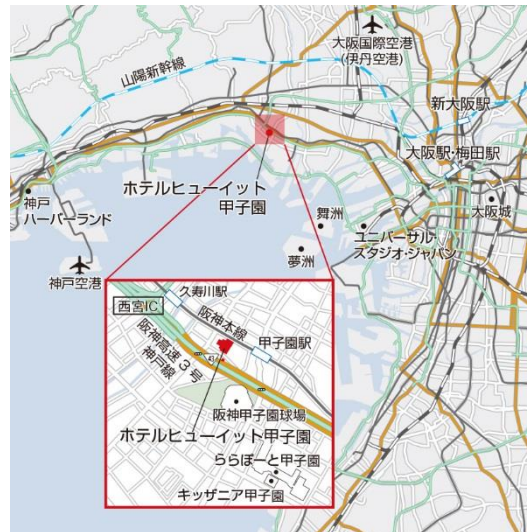 大阪国際空港
(伊丹空港)
山陽新幹線
新大阪駅
大阪駅・梅田駅
ホテルヒューイット
甲子園
神戸
ハーバーランド
舞洲
大阪城
ユニバーサル・
スタジオ・ジャパン
夢洲
神戸空港
久寿川駅
西宮IC
阪神本線
甲子園駅
阪神高速3号
神戸線
阪神甲子園球場
ホテルヒューイット甲子園
ららぽーと甲子園
キッザニア甲子園